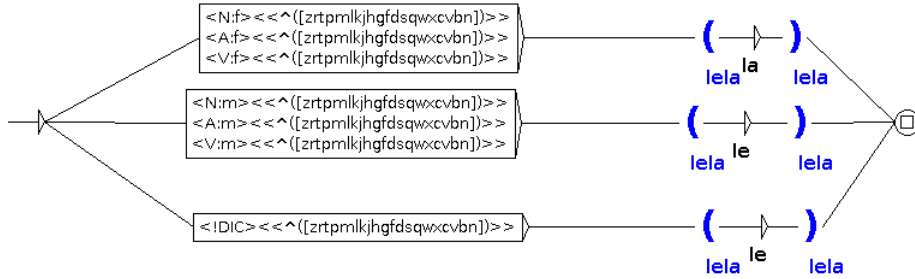 <N:f><<^([zrtpmlkjhgfdsqwxcvbn])>>
<A:f><<^([zrtpmlkjhgfdsqwxcvbn])>>
<V:f><<^([zrtpmlkjhgfdsqwxcvbn])>>
( )
lela la lela
<N:m><<^([zrtpmlkjhgfdsqwxcvbn])>>
<A:m><<^([zrtpmlkjhgfdsqwxcvbn])>>
<V:m><<^([zrtpmlkjhgfdsqwxcvbn])>>
( )
lela le lela
<!DIC><<^([zrtpmlkjhgfdsqwxcvbn])>>
( )
lela le lela